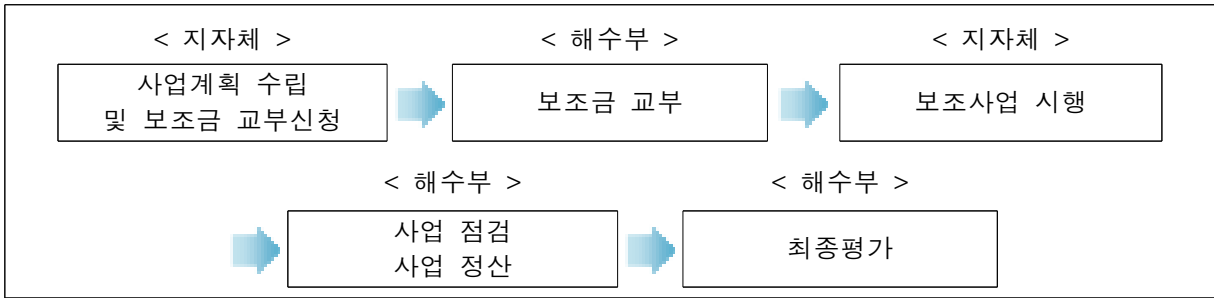 < 지자체 >
< 해수부 >
< 지자체 >
사업계획 수립
및 보조금 교부신청
보조금 교부
보조사업 시행
< 해수부 >
< 해수부 >
사업 점검
사업 정산
최종평가